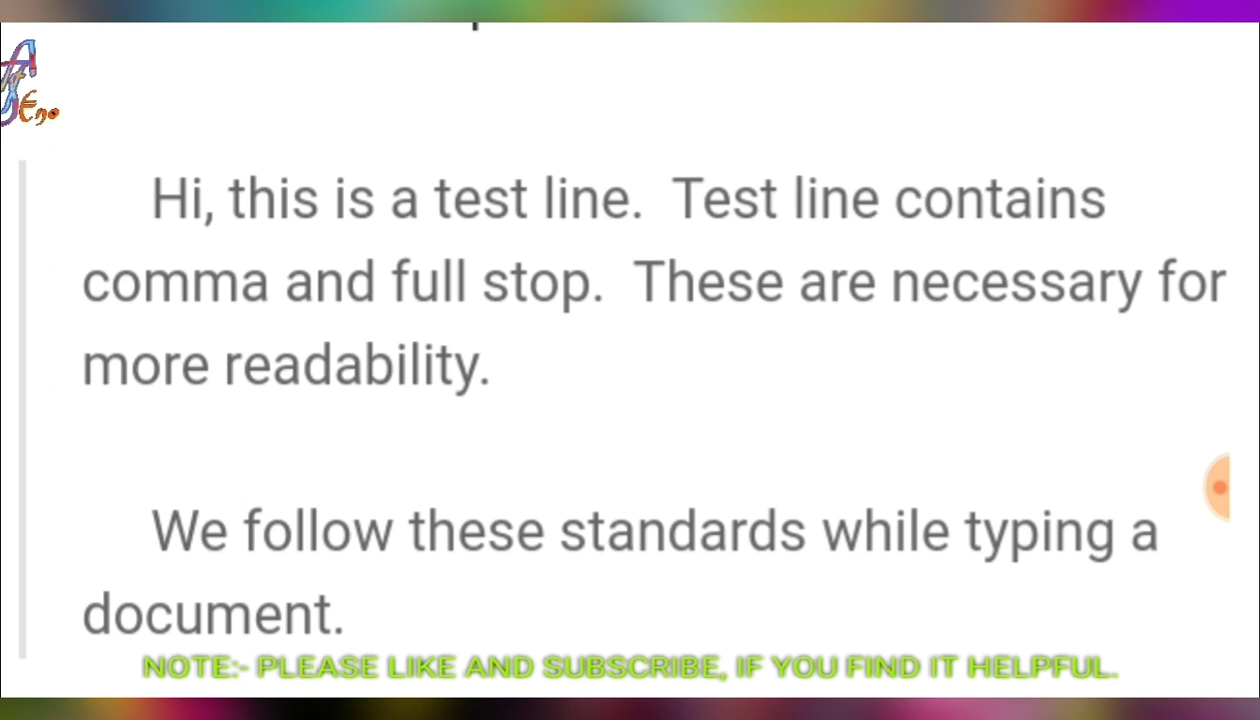 Hi, this is a test line.  Test line contains
comma and full stop.  These are necessary for
more readability.
We follow these standards while typing a
document.
NOTE:- PLEASE LIKE AND SUBSCRIBE, IF YOU FIND IT HELPFUL.